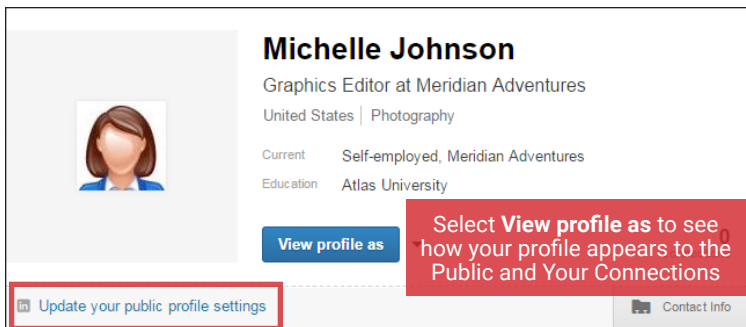 Michelle Johnson
Graphics Editor at Meridian Adventures
United States | Photography
Current Self-employed, Meridian Adventures
Education Atlas University
View profile as
0
Select View profile as to see
how your profile appears to the
Public and Your Connections
in Update your public profile settings
Contact Info